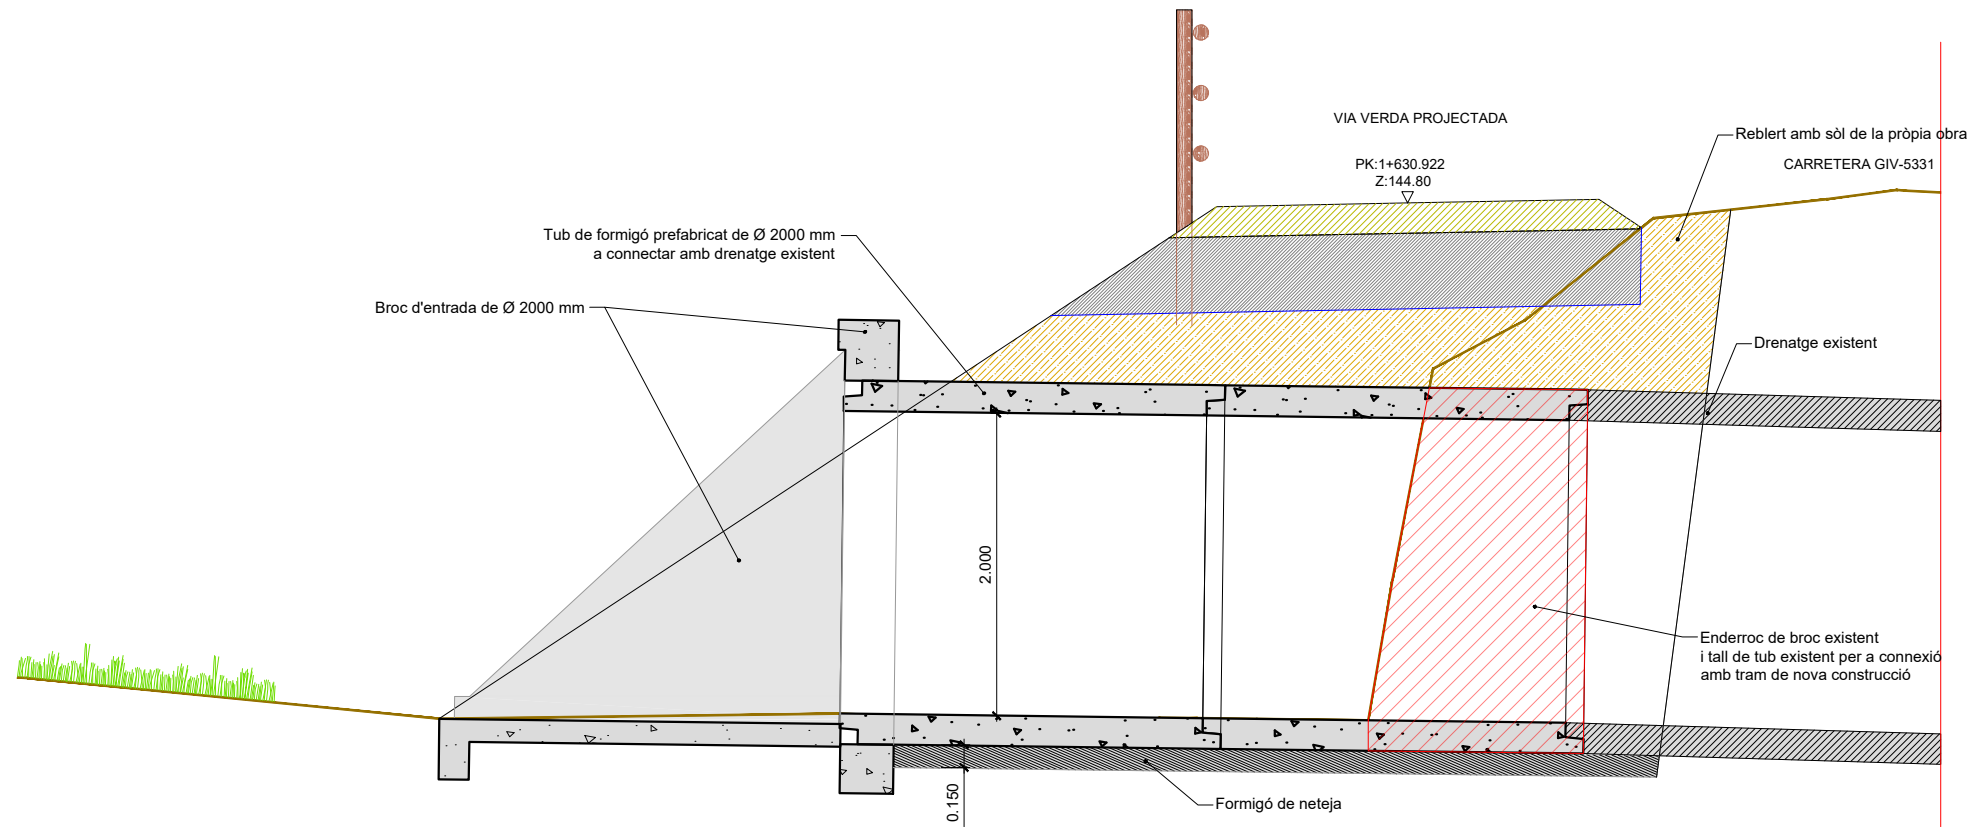 VIA VERDA PROJECTADA
Reblert amb sòl de la pròpia obra
PK:1+630.922
Z:144.80
CARRETERA GIV-5331
Tub de formigó prefabricat de Ø 2000 mm
a connectar amb drenatge existent
Broc d'entrada de Ø 2000 mm
Drenatge existent
2.000
Enderroc de broc existent
i tall de tub existent per a connexió
amb tram de nova construcció
0.150
Formigó de neteja